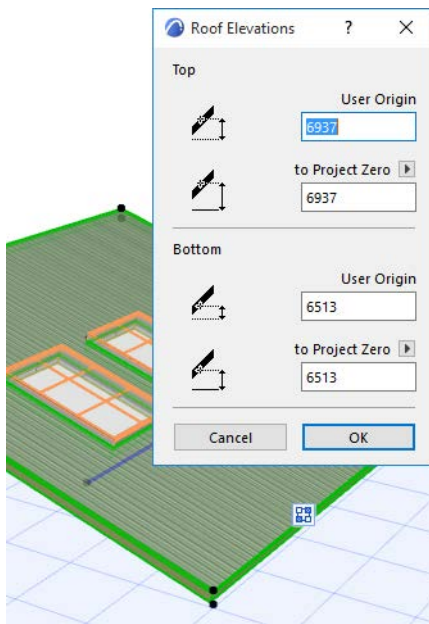 Roof Elevations ? ×
Top
User Origin
6937
to Project Zero
6937
Bottom
User Origin
6513
to Project Zero
6513
Cancel OK